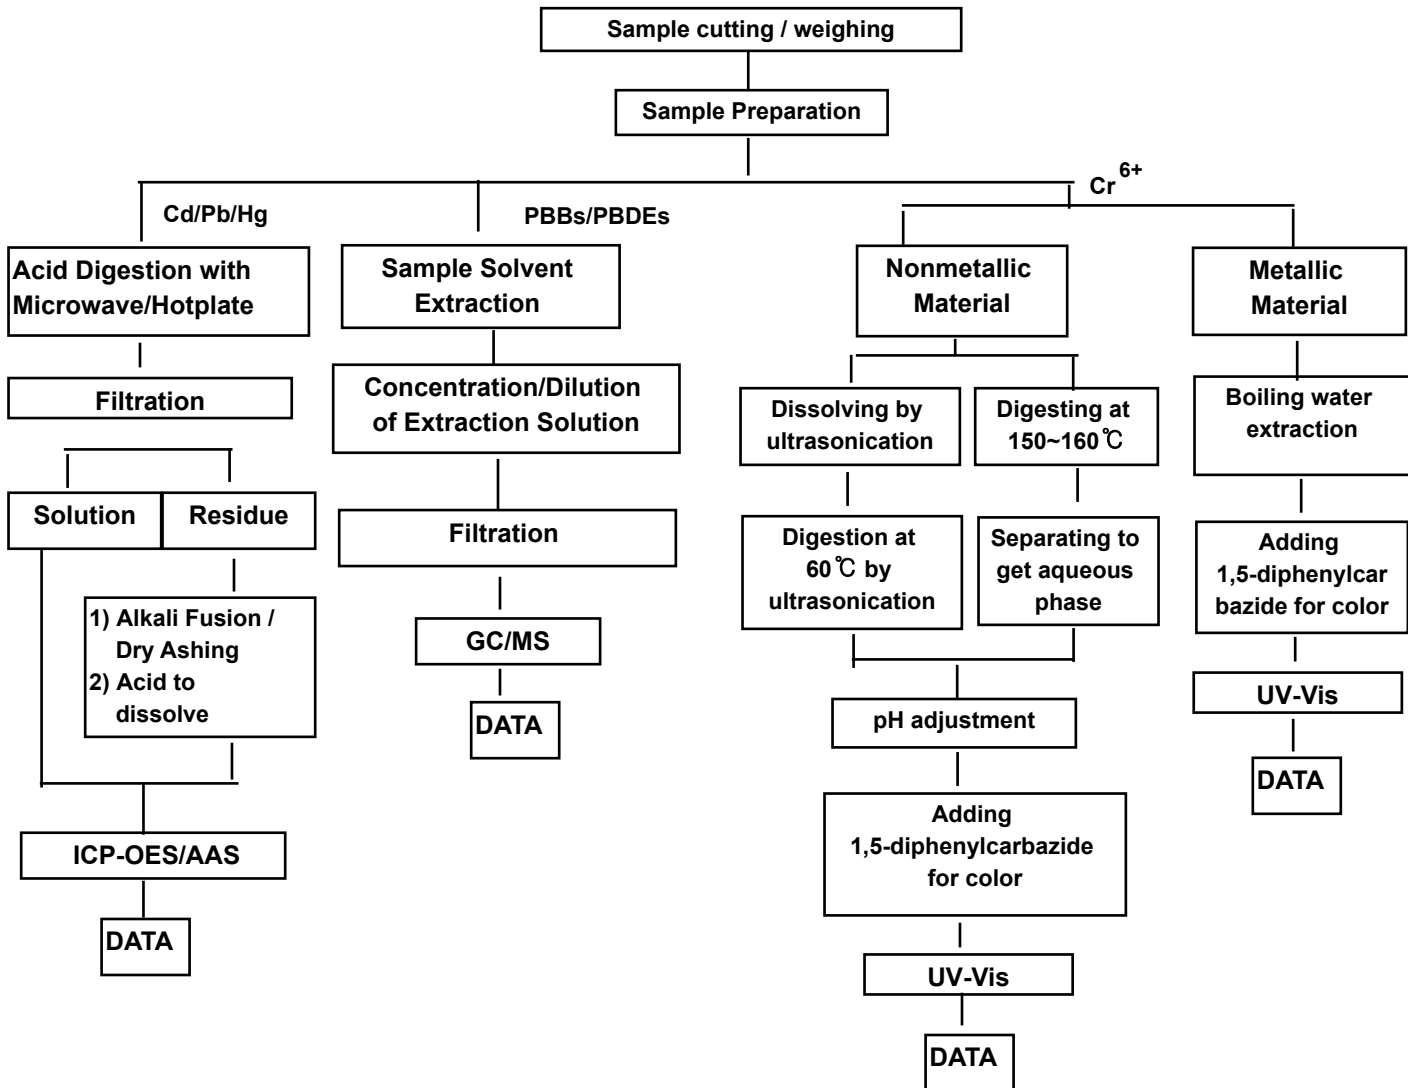 Sample cutting / weighing
Sample Preparation
Cr 6+
Cd/Pb/Hg
PBBs/PBDEs
Acid Digestion with
Microwave/Hotplate
Filtration
Solution
Residue
1) Alkali Fusion /
Dry Ashing
2) Acid to
dissolve
ICP-OES/AAS
DATA
Sample Solvent
Extraction
Concentration/Dilution
of Extraction Solution
Filtration
GC/MS
DATA
Nonmetallic
Material
Dissolving by
ultrasonication
Digestion at
60℃ by
ultrasonication
Digesting at
150~160℃
Separating to
get aqueous
phase
pH adjustment
Adding
1,5-diphenylcarbazide
for color
UV-Vis
DATA
Metallic
Material
Boiling water
extraction
Adding
1,5-diphenylcar
bazide for color
UV-Vis
DATA